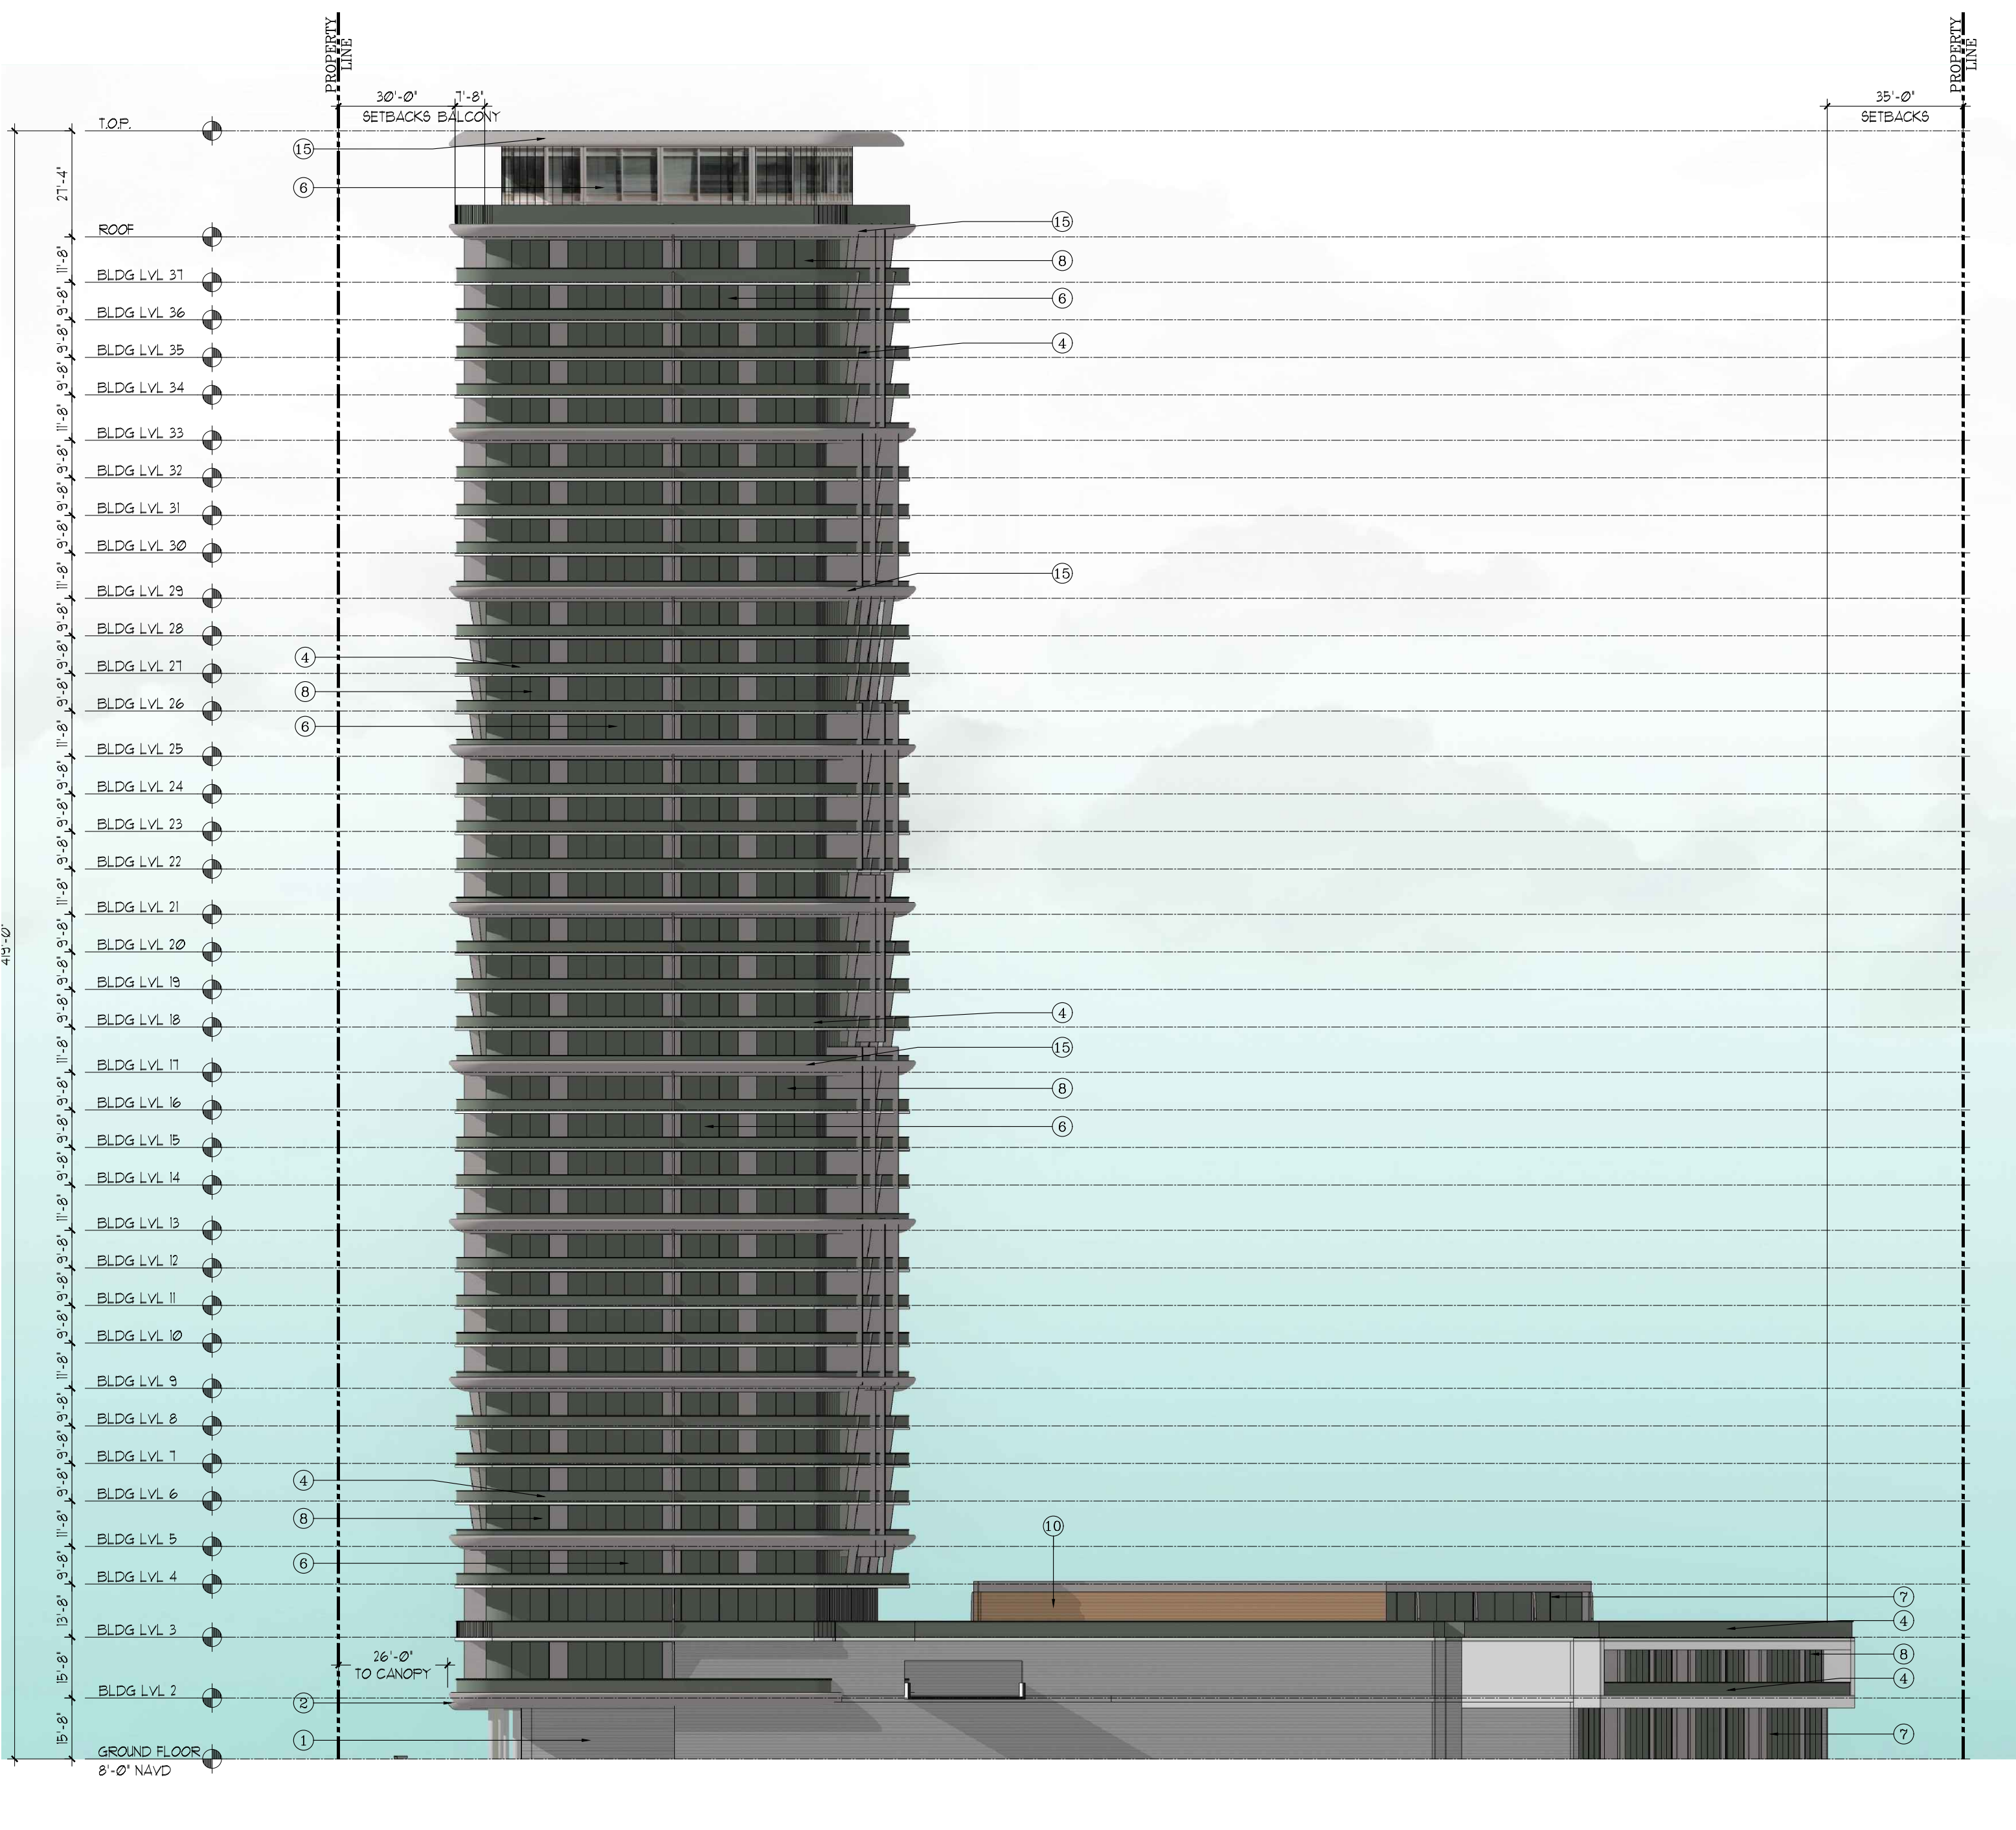 PROPERTY
LINE
PROPERTY
LINE
30'-0"
7'-8"
SETBACKS BALCONY
35'-0"
SETBACKS
T.O.P.
15
27'-4"
6
ROOF
15
11'-8"
8
BLDG LVL 37
9'-8"
6
BLDG LVL 36
9'-8"
4
BLDG LVL 35
9'-8"
BLDG LVL 34
11'-8"
BLDG LVL 33
9'-8"
BLDG LVL 32
9'-8"
BLDG LVL 31
9'-8"
BLDG LVL 30
11'-8"
15
BLDG LVL 29
9'-8"
BLDG LVL 28
9'-8"
4
BLDG LVL 27
9'-8"
8
BLDG LVL 26
11'-8"
6
BLDG LVL 25
9'-8"
BLDG LVL 24
9'-8"
BLDG LVL 23
9'-8"
BLDG LVL 22
11'-8"
BLDG LVL 21
9'-8"
419'-0"
BLDG LVL 20
9'-8"
BLDG LVL 19
9'-8"
4
BLDG LVL 18
11'-8"
15
BLDG LVL 17
9'-8"
8
BLDG LVL 16
9'-8"
6
BLDG LVL 15
9'-8"
BLDG LVL 14
11'-8"
BLDG LVL 13
9'-8"
BLDG LVL 12
9'-8"
BLDG LVL 11
9'-8"
BLDG LVL 10
11'-8"
BLDG LVL 9
9'-8"
BLDG LVL 8
9'-8"
BLDG LVL 7
9'-8"
4
BLDG LVL 6
11'-8"
8
10
BLDG LVL 5
9'-8"
6
BLDG LVL 4
13'-8"
7
4
BLDG LVL 3
15'-8"
26'-0"
TO CANOPY
8
4
BLDG LVL 2
2
15'-8"
1
7
GROUND FLOOR
8'-0" NAVD